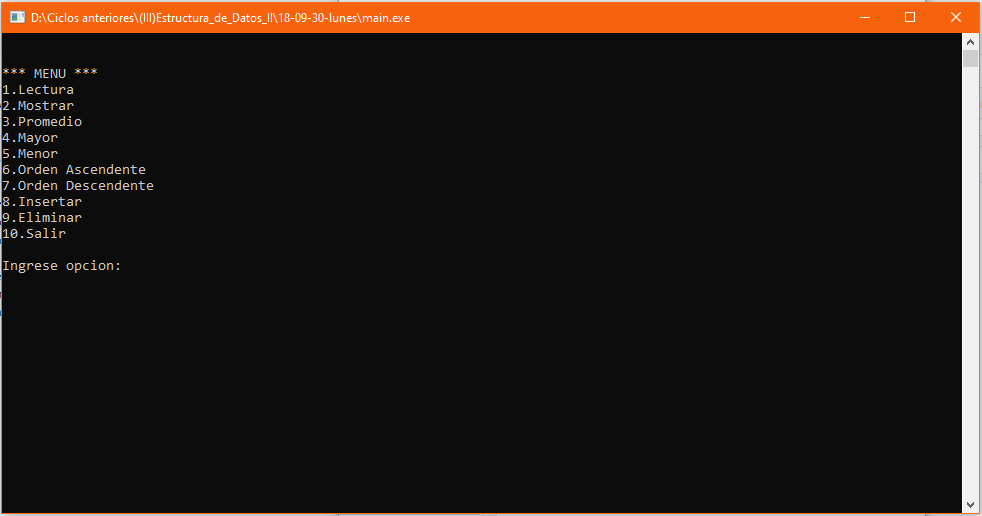 D:\Ciclos anteriores\(III)Estructura_de_Datos_II\18-09-30-lunes\main.exe
*** MENU ***
1.Lectura
2.Mostrar
3.Promedio
4.Mayor
5.Menor
6.Orden Ascendente
7.Orden Descendente
8.Insertar
9.Eliminar
10.Salir
Ingrese opcion: